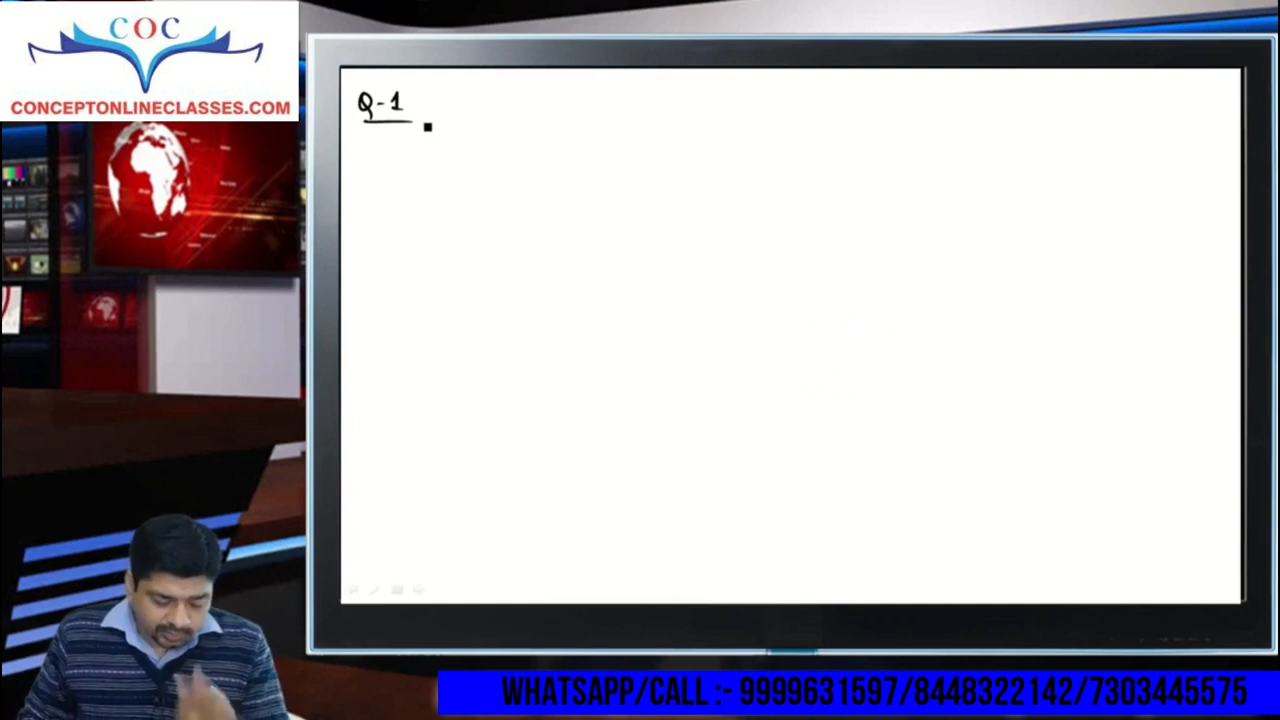 COC
CONCEPTONLINECLASSES.COM
Q-1
WHATSAPP/CALL :- 9999631597/8448322142/7303445575